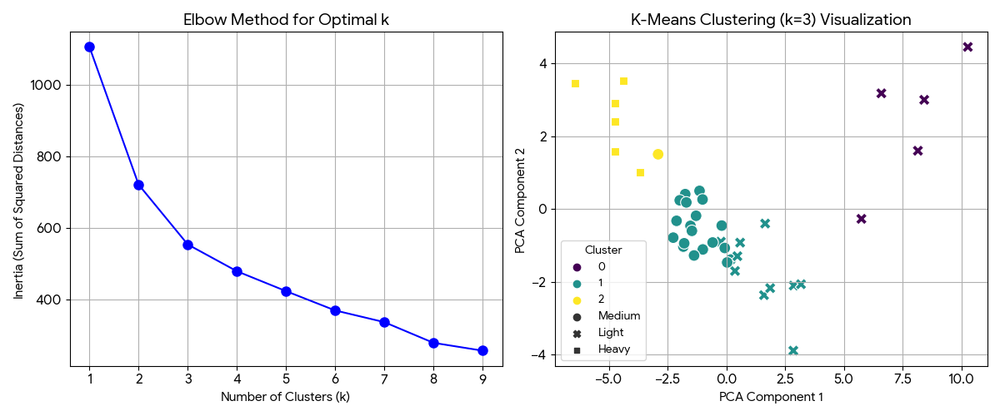 Elbow Method for Optimal k
1000
800
600
400
Inertia (Sum of Squared Distances)
1 2 3 4 5 6 7 8 9
Number of Clusters (k)
K-Means Clustering (k=3) Visualization
4
2
0
−2
−4
PCA Component 2
Cluster
0
1
2
Medium
Light
Heavy
−5.0 −2.5 0.0 2.5 5.0 7.5 10.0
PCA Component 1